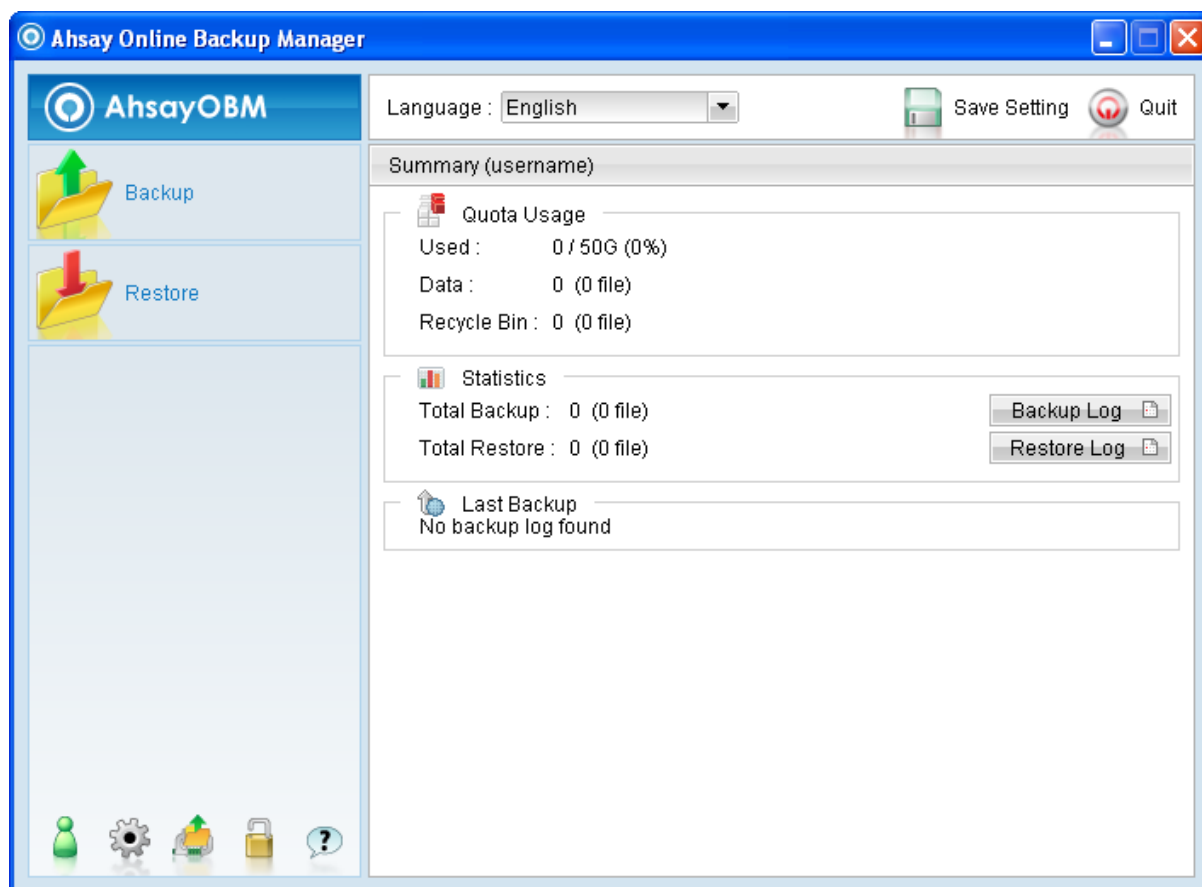 Ahsay Online Backup Manager
AhsayOBM
Language : English
Save Setting
Quit
Backup
Restore
Summary (username)
Quota Usage
Used : 0 / 50G (0%)
Data : 0 (0 file)
Recycle Bin : 0 (0 file)
Statistics
Total Backup : 0 (0 file)
Backup Log
Total Restore : 0 (0 file)
Restore Log
Last Backup
No backup log found
?